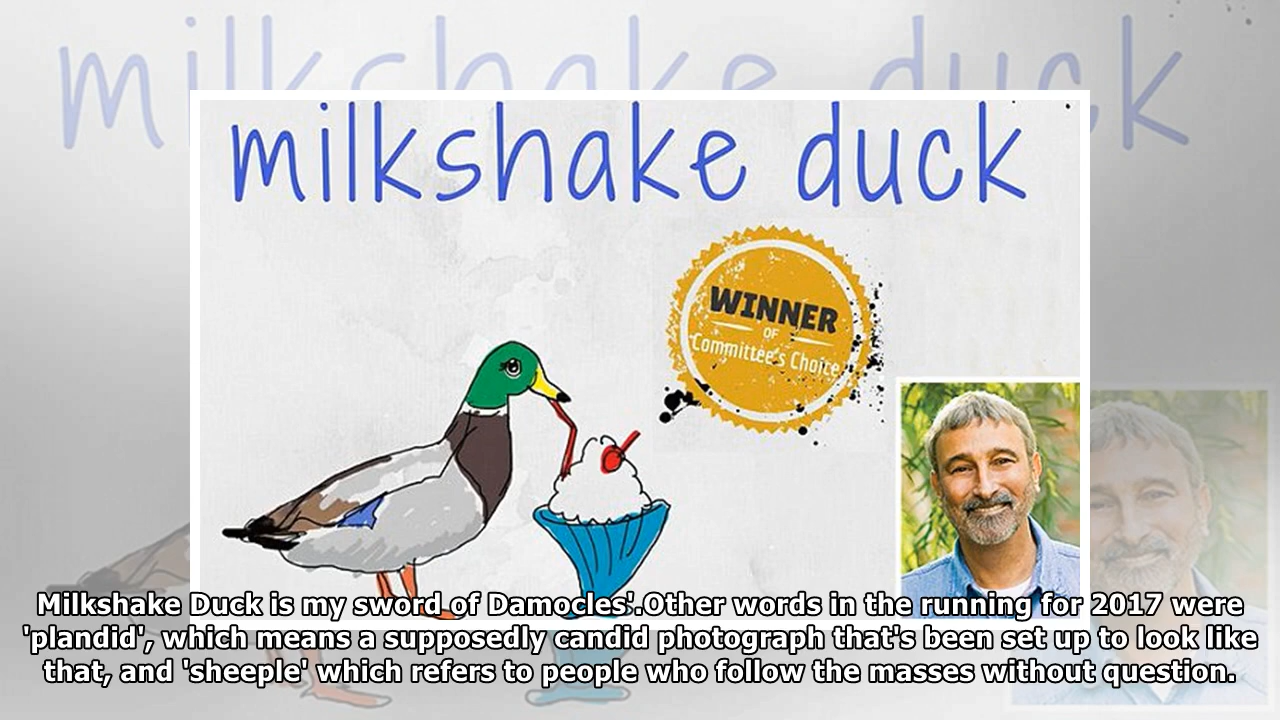 milkshake duck
milkshake duck
WINNER
OF
Committee's Choice
Milkshake Duck is my sword of Damocles'.Other words in the running for 2017 were
'plandid', which means a supposedly candid photograph that's been set up to look like
that, and 'sheeple' which refers to people who follow the masses without question.